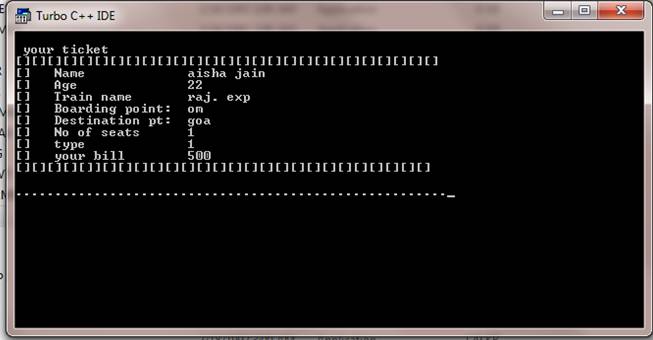 Turbo C++ IDE
your ticket
[][][][][][][][][][][][][][][][][][][][][][][][][][][]
[] Name aisha jain
[] Age 22
[] Train name raj. exp
[] Boarding point: om
[] Destination pt: goa
[] No of seats 1
[] type 1
[] your bill 500
[][][][][][][][][][][][][][][][][][][][][][][][][][]
......................................................_